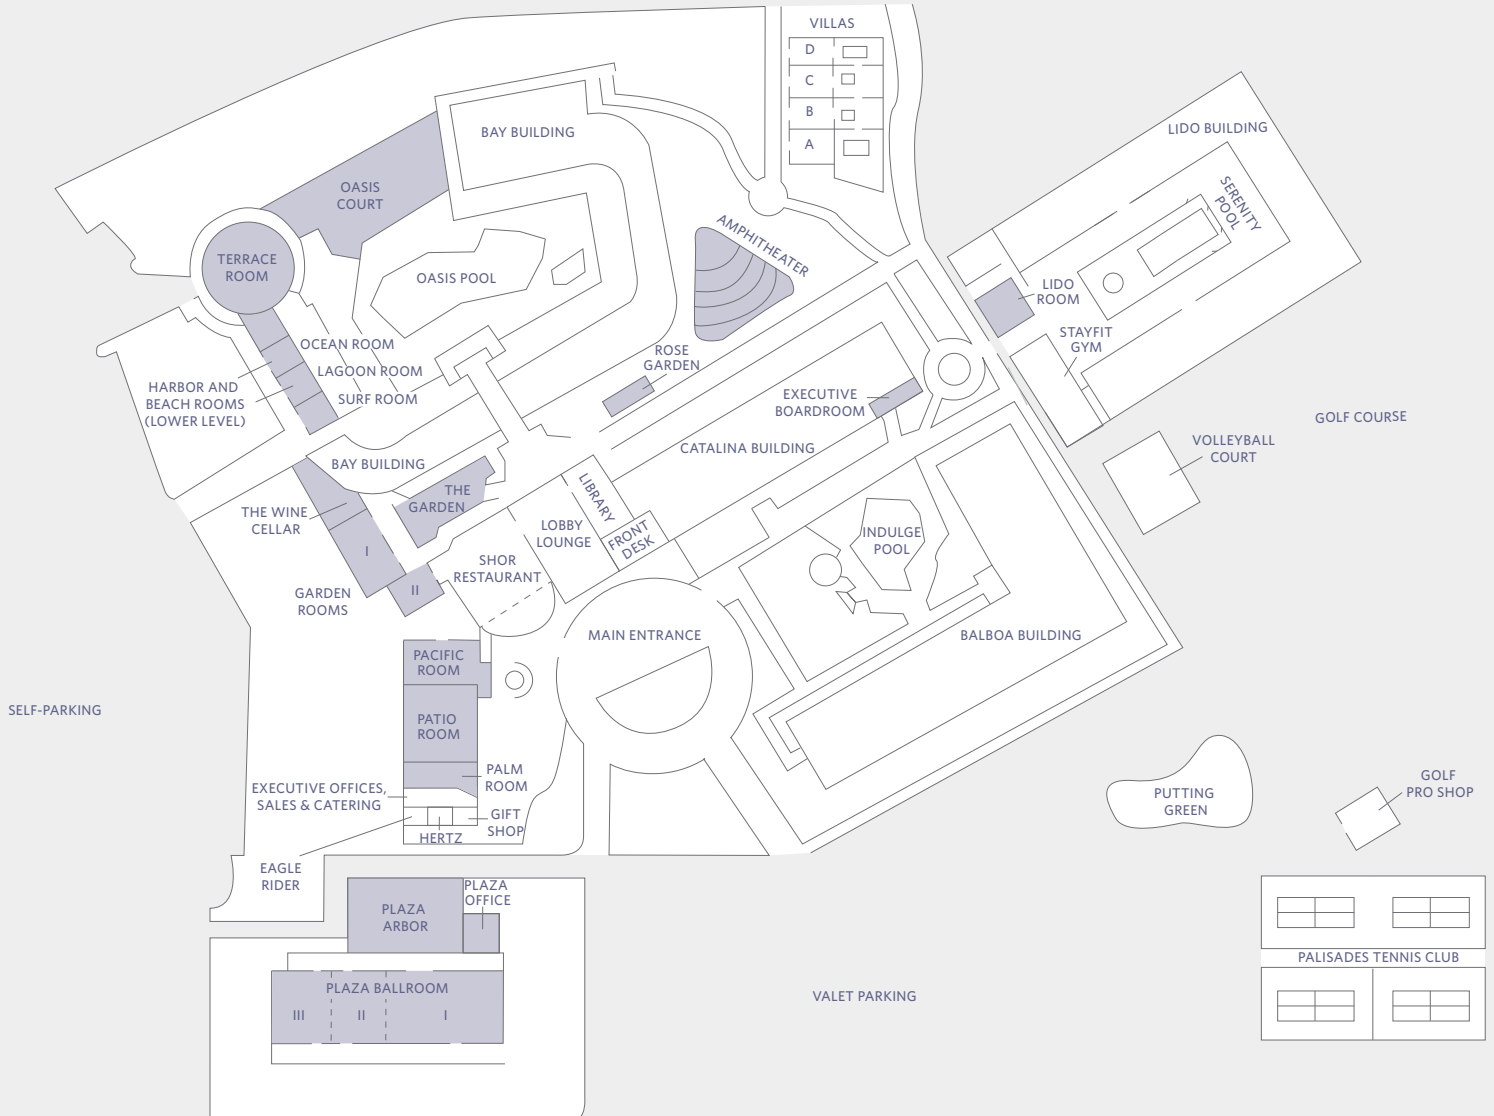 VILLAS
D
C
B
A
BAY BUILDING
LIDO BUILDING
SERENITY
POOL
OASIS
COURT
AMPHITHEATER
TERRACE
ROOM
OASIS POOL
LIDO
ROOM
STAYFIT
GYM
OCEAN ROOM
LAGOON ROOM
SURF ROOM
HARBOR AND
BEACH ROOMS
(LOWER LEVEL)
ROSE
GARDEN
EXECUTIVE
BOARDROOM
GOLF COURSE
VOLLEYBALL
COURT
CATALINA BUILDING
BAY BUILDING
THE
GARDEN
LIBRARY
THE WINE
CELLAR
LOBBY
LOUNGE
FRONT
DESK
INDULGE
POOL
I
SHOR
RESTAURANT
II
GARDEN
ROOMS
MAIN ENTRANCE
BALBOA BUILDING
PACIFIC
ROOM
SELF-PARKING
PATIO
ROOM
PALM
ROOM
EXECUTIVE OFFICES,
SALES & CATERING
GIFT
SHOP
HERTZ
PUTTING
GREEN
GOLF
PRO SHOP
EAGLE
RIDER
PLAZA
OFFICE
PLAZA
ARBOR
PALISADES TENNIS CLUB
PLAZA BALLROOM
III
II
I
VALET PARKING